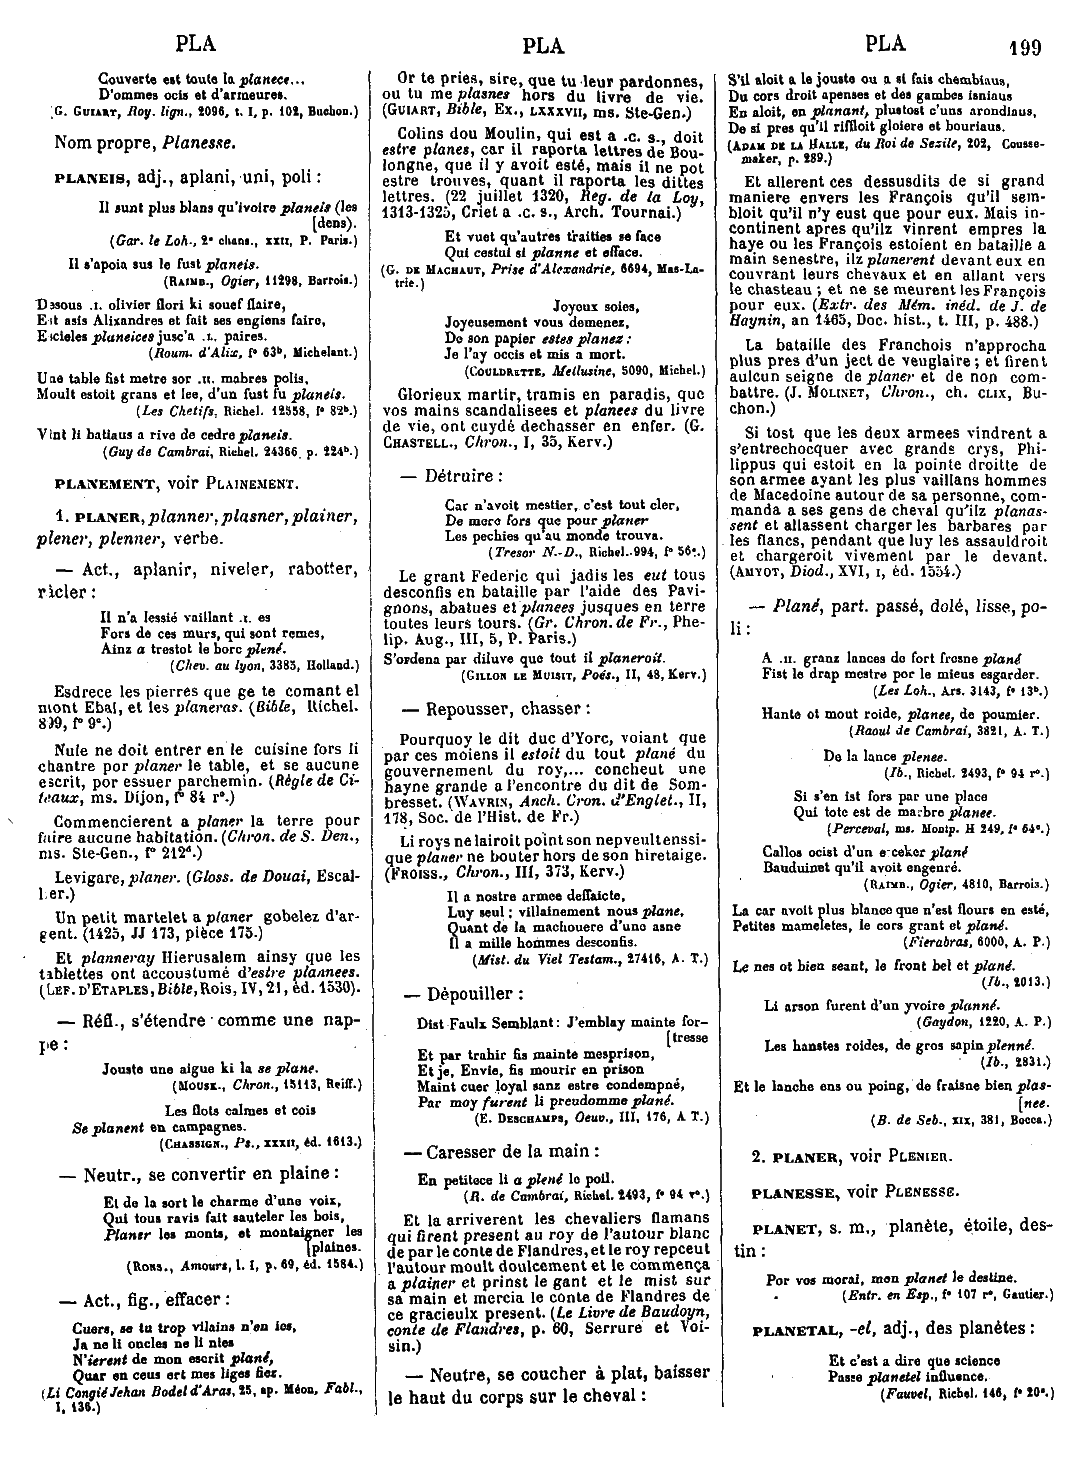 PLA
PLA
PLA
199
Couverte est toute la planece...
D'ommes ocis et d'armeures.
(G. GUIART, Roy. lign., 2096, t. I, p. 102, Buchon.)
Nom propre, Planesse.
PLANEIS, adj., aplani, uni, poli :
Il sunt plus blans qu'ivoire planeis (les
[dens).
(Gar. le Loh., 2e chans., XXII, P. Paris.)
Il s'apoia sus le fust planeis.
(RAIMB., Ogier, 11298, Barrois.)
Desous .I. olivier flori ki souef flaire,
Est asis Alixandres et fait ses engiens faire,
Escieles planeices jusc'a .L. paires.
(Roum. d'Alix, f° 63b, Michelant.)
Une table fist metre sor .II. mabres polis,
Moult estoit grans et lee, d'un fust fu planeis.
(Les Chetifs, Richel. 12558, f° 82b.)
Vint li batiaus a rive de cedre planeis.
(Guy de Cambrai, Richel. 24366, p. 224b.)
PLANEMENT, voir PLAINEMENT.
1. PLANER, planner, plasner, plainer,
plener, plenner, verbe.
— Act., aplanir, niveler, rabotter,
racler :
Il n'a lessié vaillant .I. es
Fors de ces murs, qui sont remes,
Ainz a trestot le borc plené.
(Chev. au lyon, 3385, Holland.)
Esdrece les pierres que ge te comant el
mont Ebal, et les planeras. (Bible, Richel.
899, f° 9e.)
Nule ne doit entrer en le cuisine fors li
chantre por planer le table, et se aucune
escrit, por essuer parchemin. (Règle de Ci-
teaux, ms. Dijon, f° 84 r°.)
Commencierent a planer la terre pour
faire aucune habitation. (Chron. de S. Den.,
ms. Ste-Gen., f° 212d.)
Levigare, planer. (Gloss. de Douai, Escal-
lier.)
Un petit martelet a planer gobelez d'ar-
gent. (1425, JJ 173, pièce 175.)
Et planneray Hierusalem ainsy que les
tablettes ont accoustumé d'estre plannees.
(LEF. D'ETAPLES, Bible, Rois, IV, 21, éd. 1530).
— Réfl., s'étendre comme une nap-
pe :
Jouste une aigue ki la se plane.
(MOUSK., Chron., 15113, Reiff.)
Les flots calmes et cois
Se planent en campagnes.
(CHASSIGN., Ps., XXXII, éd. 1613.)
— Neutr., se convertir en plaine :
Et de la sort le charme d'une voix,
Qui tous ravis fait sauteler les bois,
Planer les monts, et montaigner les
[plaines.
(RONS., Amours, l. I, p. 69, éd. 1584.)
— Act., fig., effacer :
Cuers, se tu trop vilains n'en ies,
Ja ne li oncles ne li nies
N'ierent de mon escrit plané,
Quar en ceus ert mes liges fiez.
(Li Congié Jehan Bodel d'Aras, 25, ap. Méon, Fabl.,
I, 136.)
Or te pries, sire, que tu leur pardonnes,
ou tu me plasnes hors du livre de vie.
(GUIART, Bible, Ex., LXXXVII, ms. Ste-Gen.)
Colins dou Moulin, qui est a .C. s., doit
estre planes, car il raporta lettres de Bou-
longne, que il y avoit esté, mais il ne pot
estre trouves, quant il raporta les dittes
lettres. (22 juillet 1320, Reg. de la Loy,
1313-1325, Criet a .C. s., Arch. Tournai.)
Et vuet qu'autres traities se face
Qui cestui si planne et efface.
(G. DE MACHAUT, Prise d'Alexandrie, 6694, Mas-La-
trie.)
Joyeux soies,
Joyeusement vous demenez,
De son papier estes planez :
Je l'ay occis et mis a mort.
(COULDRETTE, Mellusine, 5090, Michel.)
Glorieux martir, tramis en paradis, que
vos mains scandalisees et planees du livre
de vie, ont cuydé dechasser en enfer. (G.
CHASTELL., Chron., I, 35, Kerv.)
— Détruire :
Car n'avoit mestier, c'est tout cler,
De mere fors que pour planer
Les pechies qu'au monde trouva.
(Tresor N.-D., Richel. 994, f° 56c.)
Le grant Federic qui jadis les eut tous
desconfis en bataille par l'aide des Pavi-
gnons, abatues et planees jusques en terre
toutes leurs tours. (Gr. Chron. de Fr., Phe-
lip. Aug., III, 5, P. Paris.)
S'ordena par diluve que tout il planeroit.
(GILLON LE MUISIT, Poés., II, 48, Kerv.)
— Repousser, chasser :
Pourquoy le dit duc d'Yorc, voiant que
par ces moiens il estoit du tout plané du
gouvernement du roy,... concheut une
hayne grande a l'encontre du dit de Som-
bresset. (WAVRIN, Anch. Cron. d'Englet., II,
178, Soc. de l'Hist. de Fr.)
Li roys ne lairoit point son nepveult enssi-
que planer ne bouter hors de son hiretaige.
(FROISS., Chron., III, 373, Kerv.)
Il a nostre armee deffaicte,
Luy seul : villainement nous plane,
Quant de la machouere d'une asne
Il a mille hommes desconfis.
(Mist. du Viel Testam., 27416, A. T.)
— Dépouiller :
Dist Faulx Semblant : J'emblay mainte for-
[tresse
Et par trahir fis mainte mesprison,
Et je, Envie, fis mourir en prison
Maint cuer loyal sanz estre condempné,
Par moy furent li preudomme plané.
(E. DESCHAMPS, Oeuv., III, 176, A T.)
— Caresser de la main :
En petitece li a plené le poil.
(R. de Cambrai, Richel. 2493, f° 94 r°.)
Et la arriverent les chevaliers flamans
qui firent present au roy de l'autour blanc
de par le conte de Flandres, et le roy repceut
l'autour moult doulcement et le commença
a plainer et prinst le gant et le mist sur
sa main et mercia le conte de Flandres de
ce gracieulx present. (Le Livre de Baudoyn,
conte de Flandres, p. 60, Serrure et Voi-
sin.)
— Neutre, se coucher à plat, baisser
le haut du corps sur le cheval :
S'il aloit a le jouste ou a si fais chembiaus,
Du cors droit apenses et des gambes isniaus
En aloit, en planant, plustost c'uns arondiaus,
De si pres qu'il riffloit gloiere et bouriaus.
(ADAM DE LA HALLE, du Roi de Sezile, 202, Cousse-
maker, p. 289.)
Et allerent ces dessusdits de si grand
maniere envers les François qu'il sem-
bloit qu'il n'y eust que pour eux. Mais in-
continent apres qu'ilz vinrent empres la
haye ou les François estoient en bataille a
main senestre, ilz planerent devant eux en
couvrant leurs chevaux et en allant vers
le chasteau ; et ne se meurent les François
pour eux. (Extr. des Mém. inéd. de J. de
Haynin, an 1465, Doc. hist., t. III, p. 488.)
La bataille des Franchois n'approcha
plus pres d'un ject de veuglaire ; et firent
aulcun seigne de planer et de non com-
battre. (J. MOLINET, Chron., ch. CLIX, Bu-
chon.)
Si tost que les deux armees vindrent a
s'entrechocquer avec grands crys, Phi-
lippus qui estoit en la pointe droitte de
son armee ayant les plus vaillans hommes
de Macedoine autour de sa personne, com-
manda a ses gens de cheval qu'ilz planas-
sent et allassent charger les barbares par
les flancs, pendant que luy les assauldroit
et chargeroit vivement par le devant.
(AMYOT, Diod., XVI, I, éd. 1554.)
— Plané, part. passé, dolé, lisse, po-
li :
A .II. granz lances de fort fresne plané
Fist le drap mestre por le mieus esgarder.
(Les Loh., Ars. 3143, f° 13b.)
Hante ot mout roide, planee, de poumier.
(Raoul de Cambrai, 3821, A. T.)
De la lance plenee.
(Ib., Richel. 2493, f° 94 r°.)
Si s'en ist fors par une place
Qui tote est de marbre planee.
(Perceval, ms. Montp. H 249, f° 64e.)
Callos ocist d'un esceker plané
Bauduinet qu'il avoit engenré.
(RAIMB., Ogier, 4810, Barrois.)
La car avoit plus blance que n'est flours en esté,
Petites mameletes, le cors grant et plané.
(Fierabras, 6000, A. P.)
Le nes ot bien seant, le front bel et plané.
(Ib., 2013.)
Li arson furent d'un yvoire planné.
(Gaydon, 1220, A. P.)
Les hanstes roides, de gros sapin plenné.
(Ib., 2831.)
Et le lanche ens ou poing, de fraisne bien plas-
[nee.
(B. de Seb., XIX, 381, Bocca.)
2. PLANER, voir PLENIER.
PLANESSE, voir PLENESSE.
PLANET, s. m., planète, étoile, des-
tin :
Por vos moral, mon planet le destine.
(Entr. en Esp., f° 107 r°, Gautier.)
PLANETAL, -el, adj., des planètes :
Et c'est a dire que science
Passe planetel influence.
(Fauvel, Richel. 146, f° 20e.)